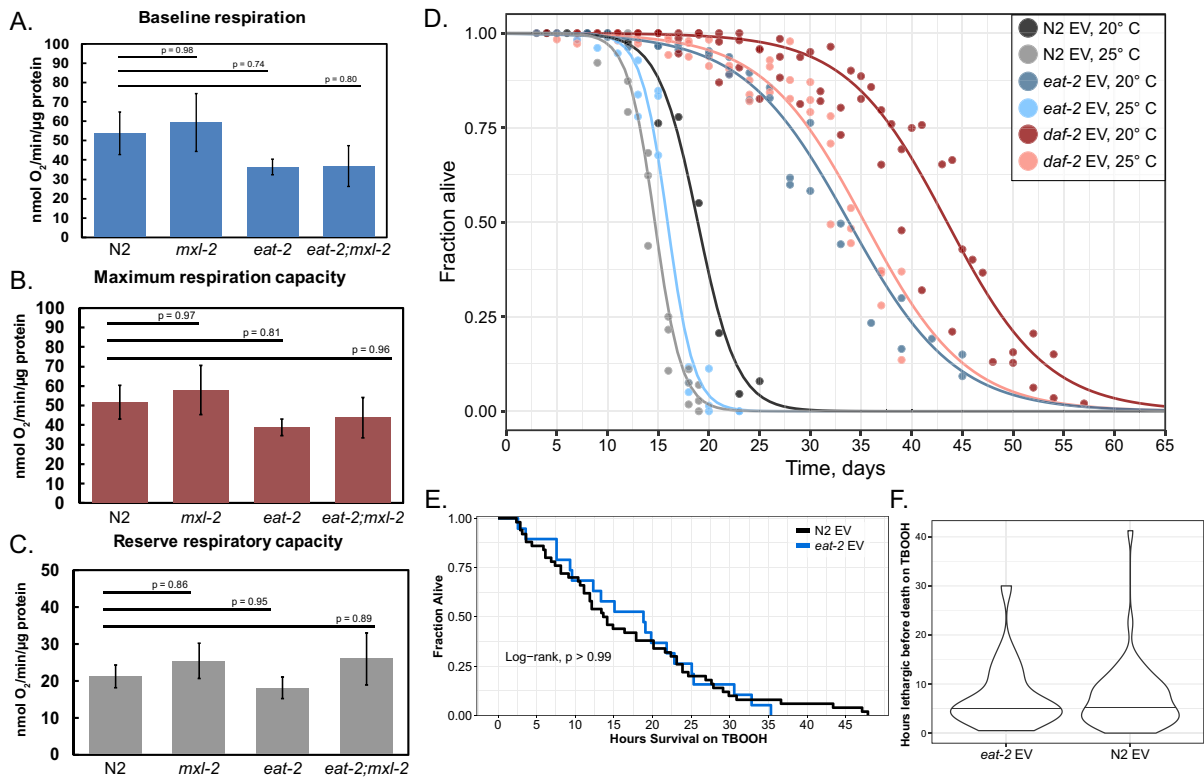 A.
Baseline respiration
nmol O2/min/µg protein
100
90
80
70
60
50
40
30
20
10
0
p = 0.98
p = 0.74
p = 0.80
N2 mxl-2 eat-2 eat-2;mxl-2
B.
Maximum respiration capacity
nmol O2/min/µg protein
100
90
80
70
60
50
40
30
20
10
0
p = 0.97
p = 0.81
p = 0.96
N2 mxl-2 eat-2 eat-2;mxl-2
C.
Reserve respiratory capacity
nmol O2/min/µg protein
50
40
30
20
10
0
p = 0.86
p = 0.95
p = 0.89
N2 mxl-2 eat-2 eat-2;mxl-2
D.
Fraction alive
1.00
0.75
0.50
0.25
0.00
N2 EV, 20° C
N2 EV, 25° C
eat-2 EV, 20° C
eat-2 EV, 25° C
daf-2 EV, 20° C
daf-2 EV, 25° C
0 5 10 15 20 25 30 35 40 45 50 55 60 65
Time, days
E.
Fraction Alive
1.00
0.75
0.50
0.25
0.00
N2 EV
eat-2 EV
Log−rank, p > 0.99
0 5 10 15 20 25 30 35 40 45
Hours Survival on TBOOH
F.
Hours lethargic before death on TBOOH
40
30
20
10
0
eat-2 EV N2 EV